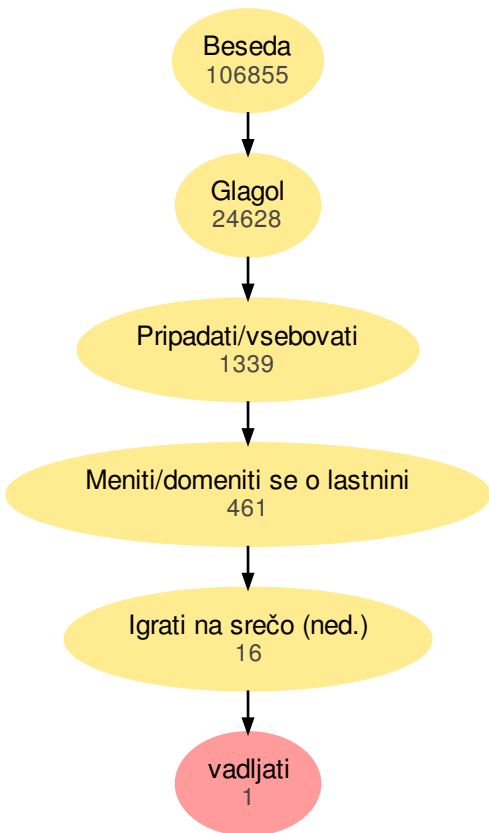 Beseda
106855
Glagol
24628
Pripadati/vsebovati
1339
Meniti/domeniti se o lastnini
461
Igrati na srečo (ned.)
16
vadljati
1